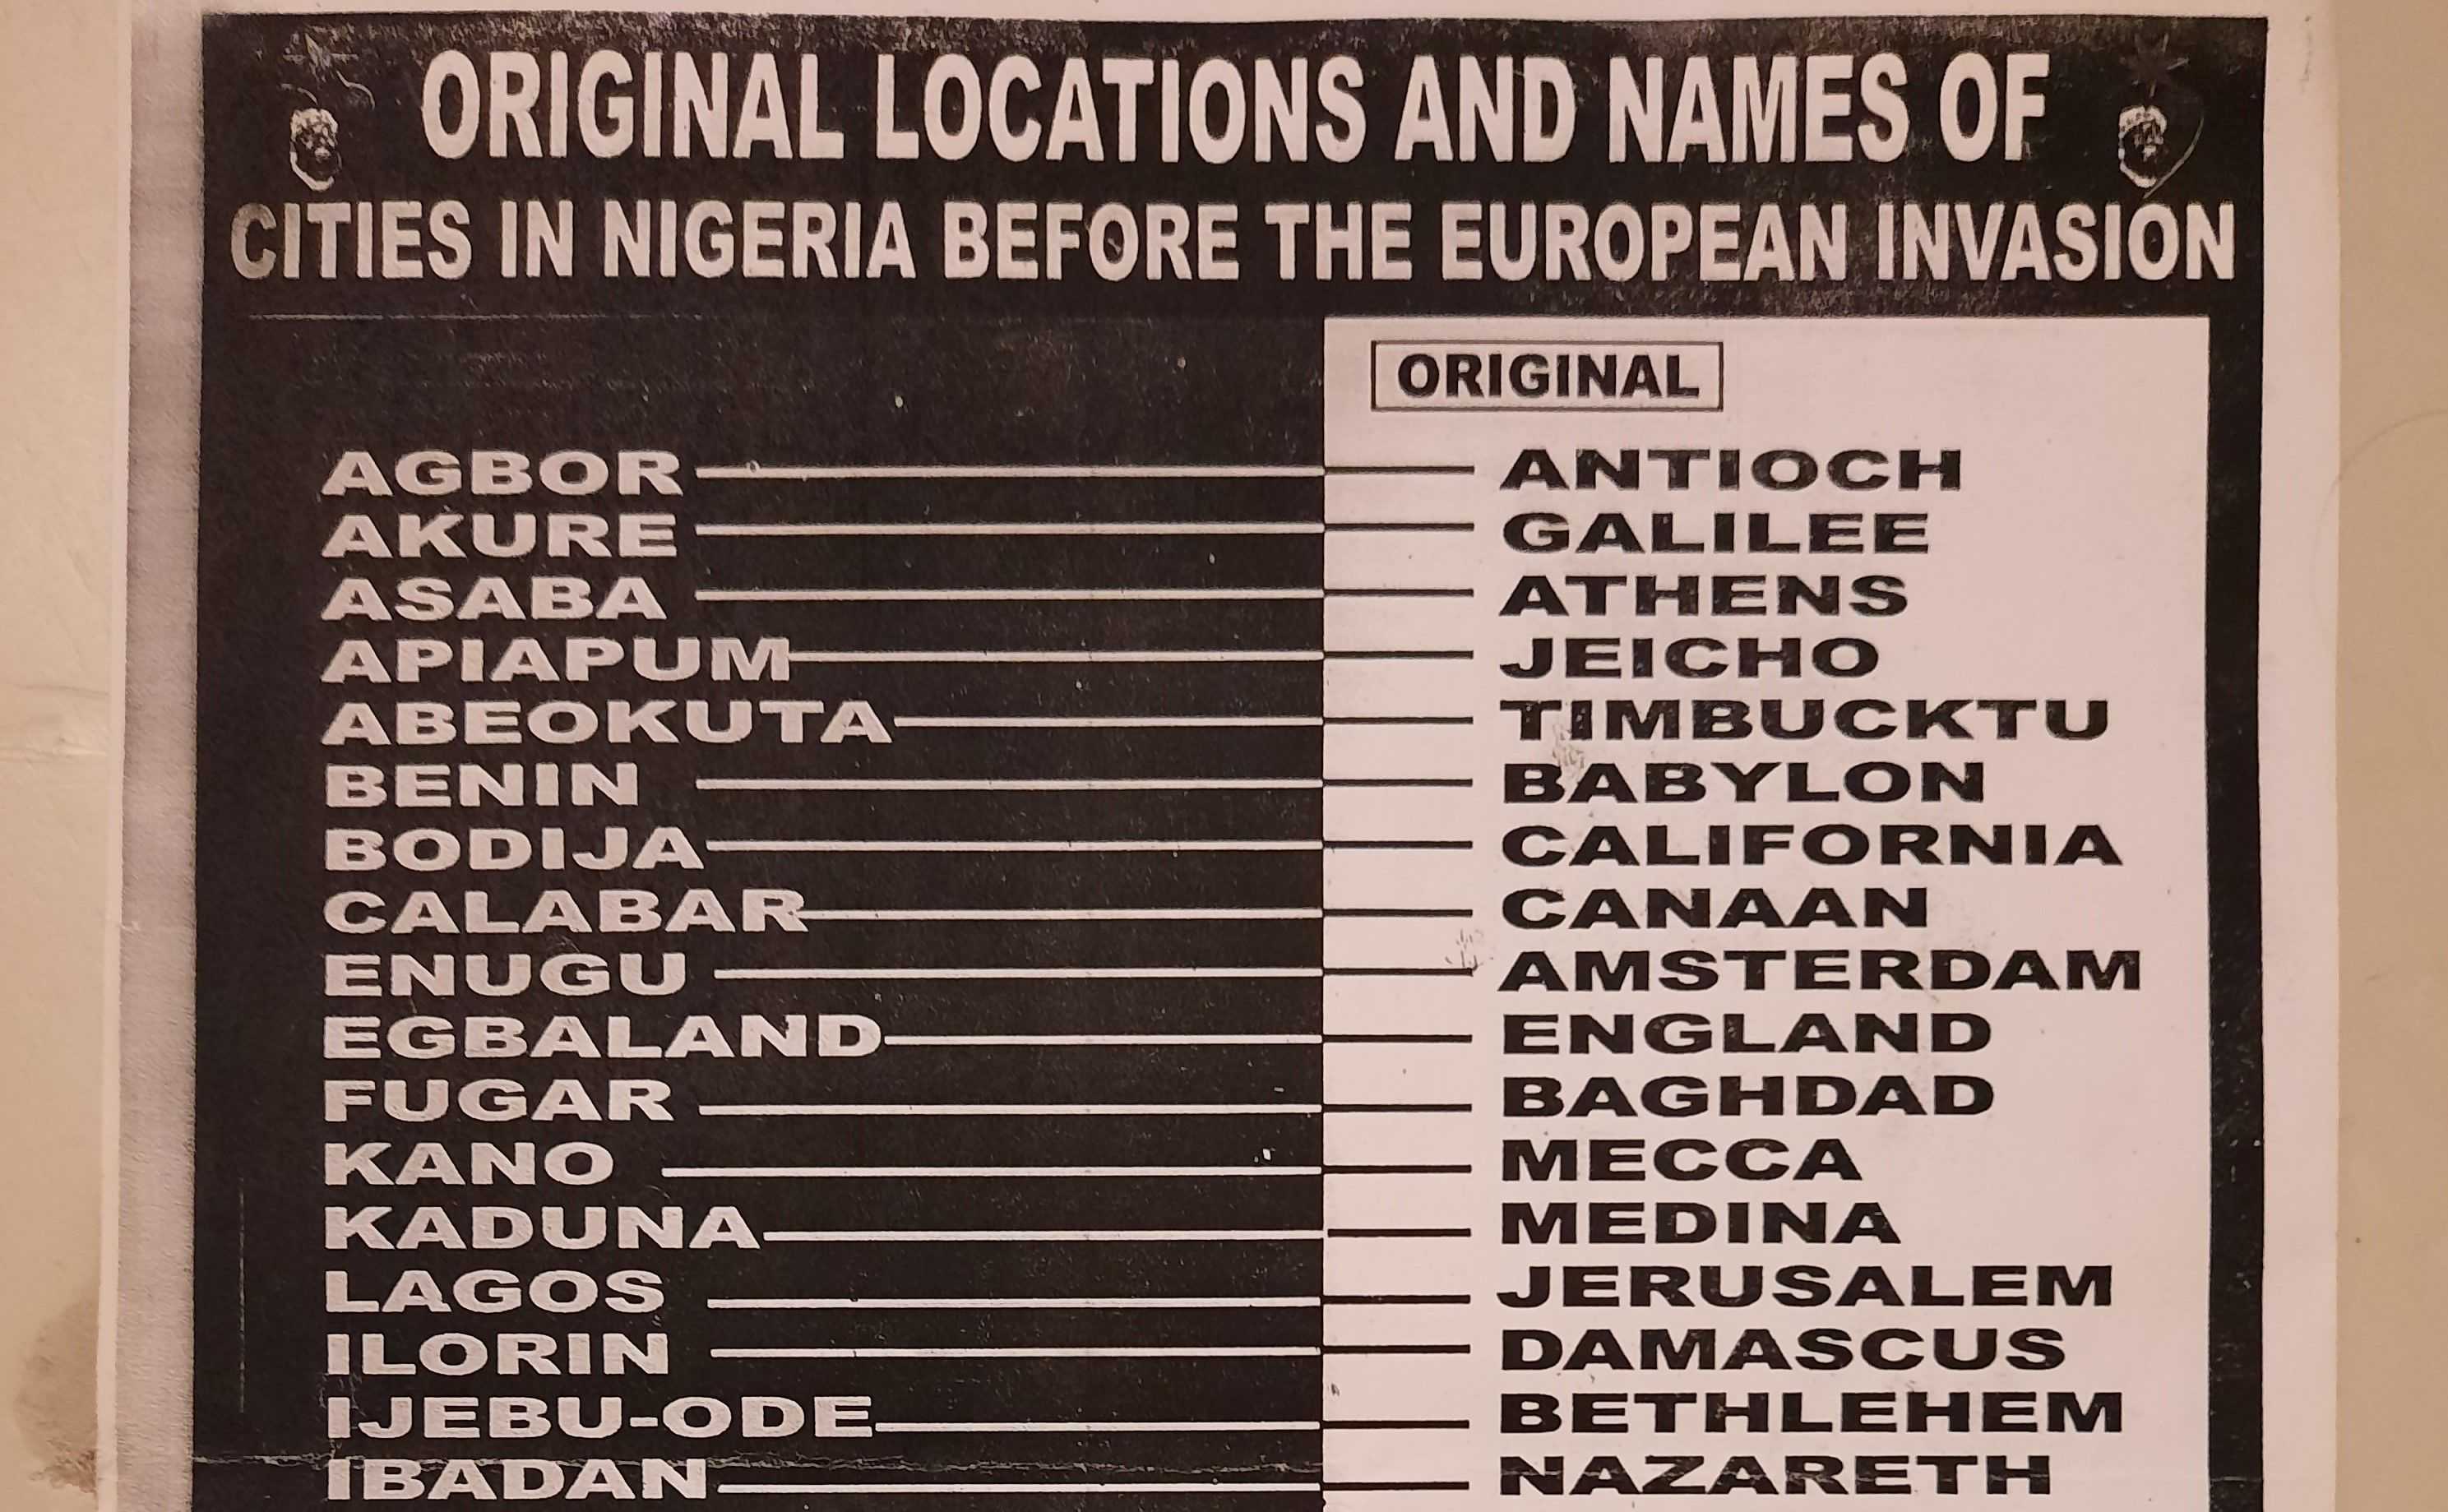 ORIGINAL LOCATIONS AND NAMES OF
CITIES IN NIGERIA BEFORE THE EUROPEAN INVASION
ORIGINAL
AGBOR ANTIOCH
AKURE GALILEE
ASABA ATHENS
APIAPUM JEICHO
ABEOKUTA TIMBUCKTU
BENIN BABYLON
BODIJA CALIFORNIA
CALABAR CANAAN
ENUGU AMSTERDAM
EGBALAND ENGLAND
FUGAR BAGHDAD
KANO MECCA
KADUNA MEDINA
LAGOS JERUSALEM
ILORIN DAMASCUS
IJEBU-ODE BETHLEHEM
IBADAN NAZARETH